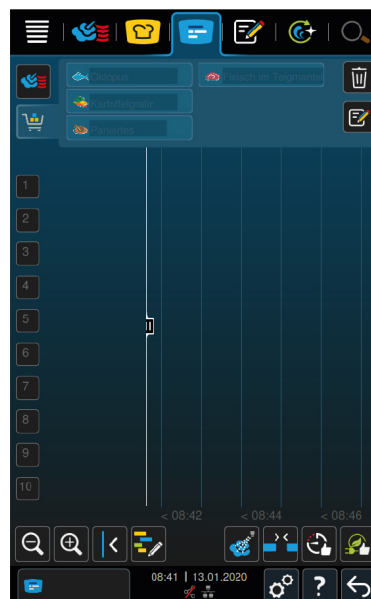 Oktopus Fleisch im Teigmantel
Kartoffelgratin
Paniertes
1
2
3
4
5
6
7
8
9
10
< 08:42 < 08:44 < 08:46
08:41 | 13.01.2020
?